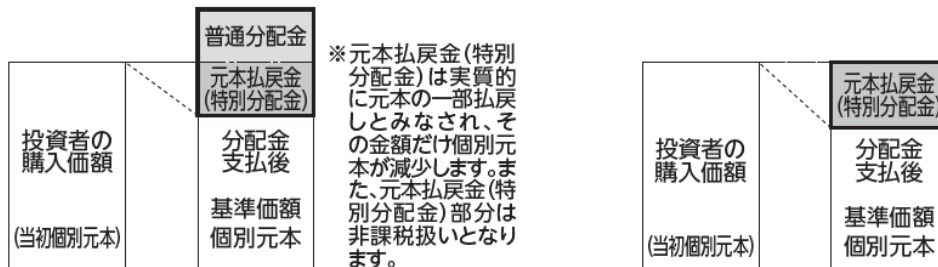 普通分配金
元本払戻金
(特別分配金)
投資者の
購入価額
(当初個別元本)
分配金
支払後
基準価額
個別元本
※元本払戻金(特別
分配金)は実質的
に元本の一部払戻
しとみなされ、そ
の金額だけ個別元
本が減少します。ま
た、元本払戻金(特
別分配金)部分は
非課税扱いとなり
ます。
元本払戻金
(特別分配金)
投資者の
購入価額
(当初個別元本)
分配金
支払後
基準価額
個別元本